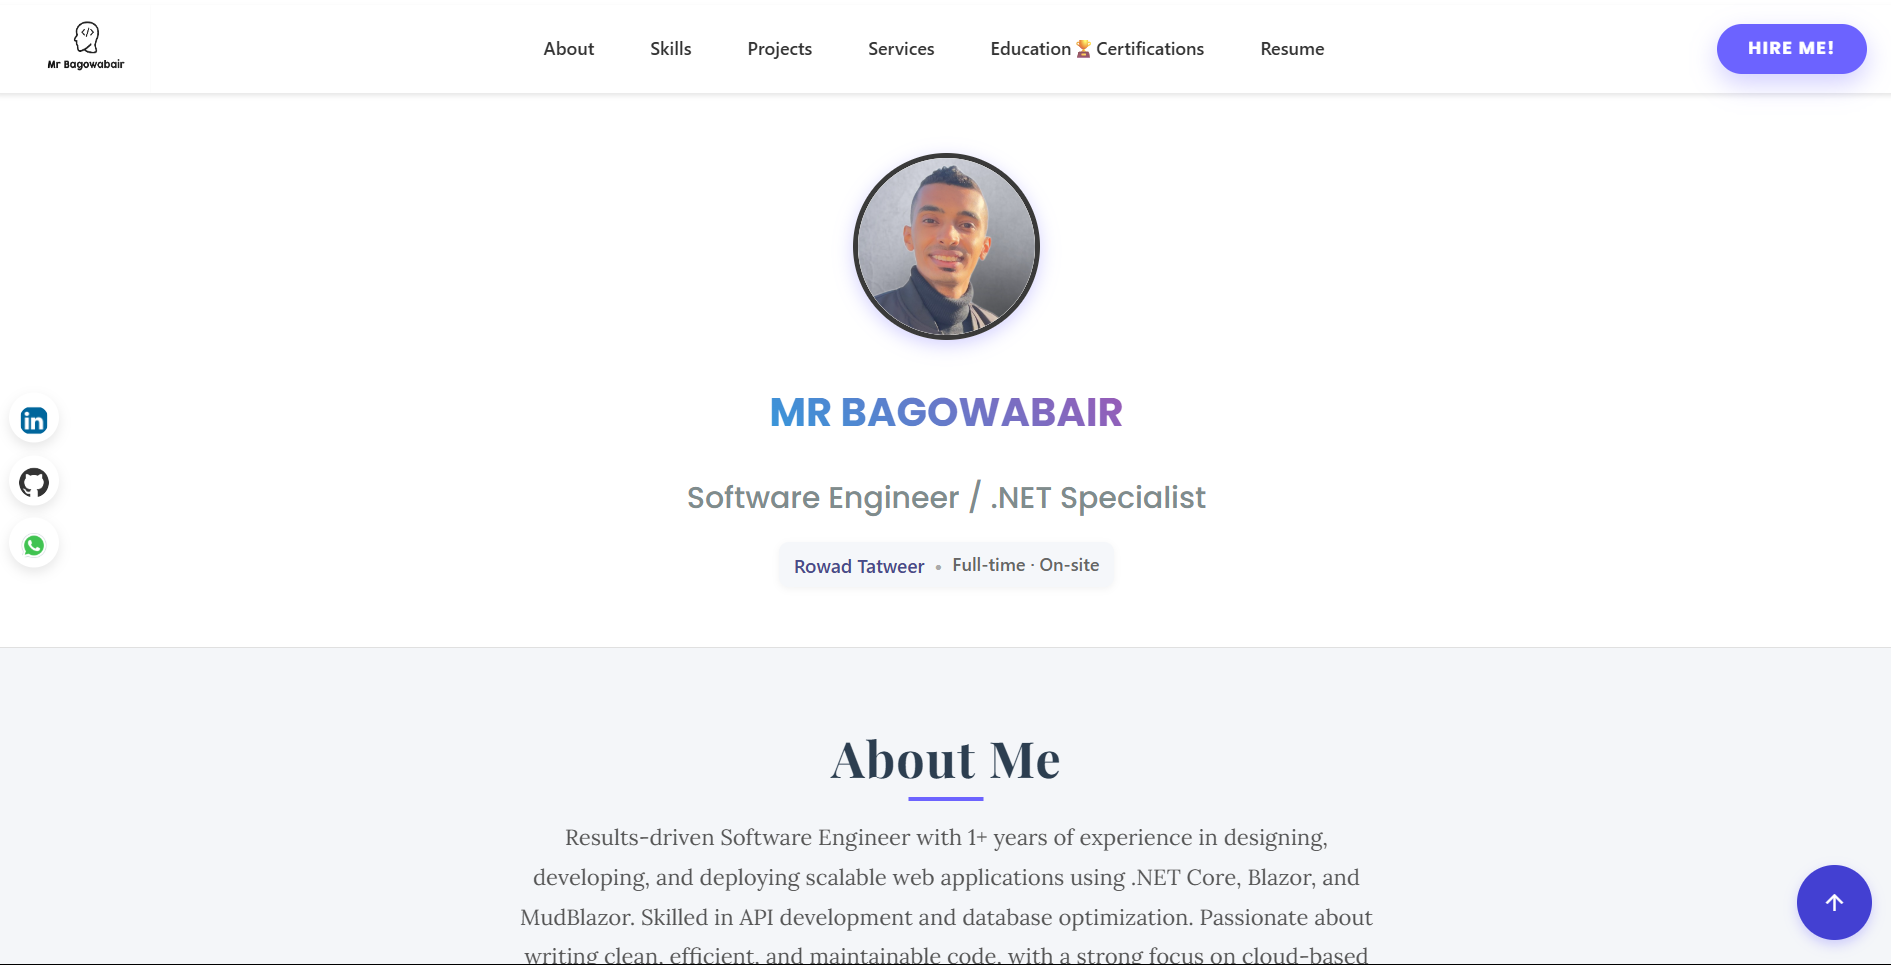 </>
Mr Bagowabair
About
Skills
Projects
Services
Education🏆Certifications
Resume
HIRE ME!
MR BAGOWABAIR
Software Engineer / .NET Specialist
Rowad Tatweer • Full-time · On-site
in
About Me
Results-driven Software Engineer with 1+ years of experience in designing,
developing, and deploying scalable web applications using .NET Core, Blazor, and
MudBlazor. Skilled in API development and database optimization. Passionate about
writing clean, efficient, and maintainable code, with a strong focus on cloud-based